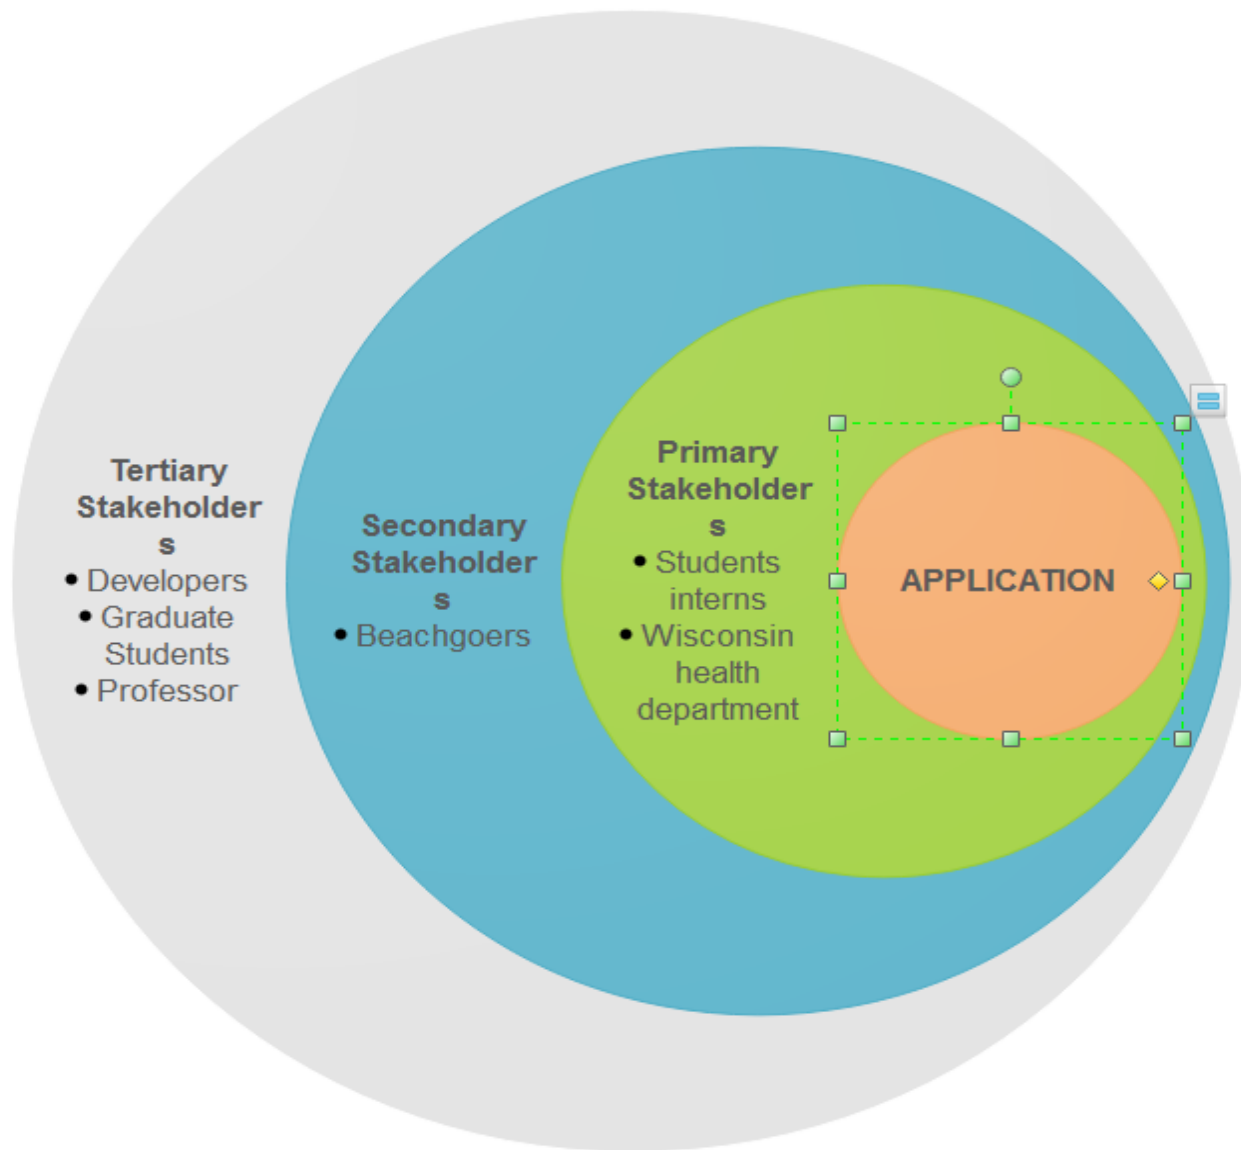 Tertiary
Stakeholder
s
• Developers
• Graduate
Students
• Professor
Secondary
Stakeholder
s
• Beachgoers
Primary
Stakeholder
s
• Students
interns
• Wisconsin
health
department
APPLICATION